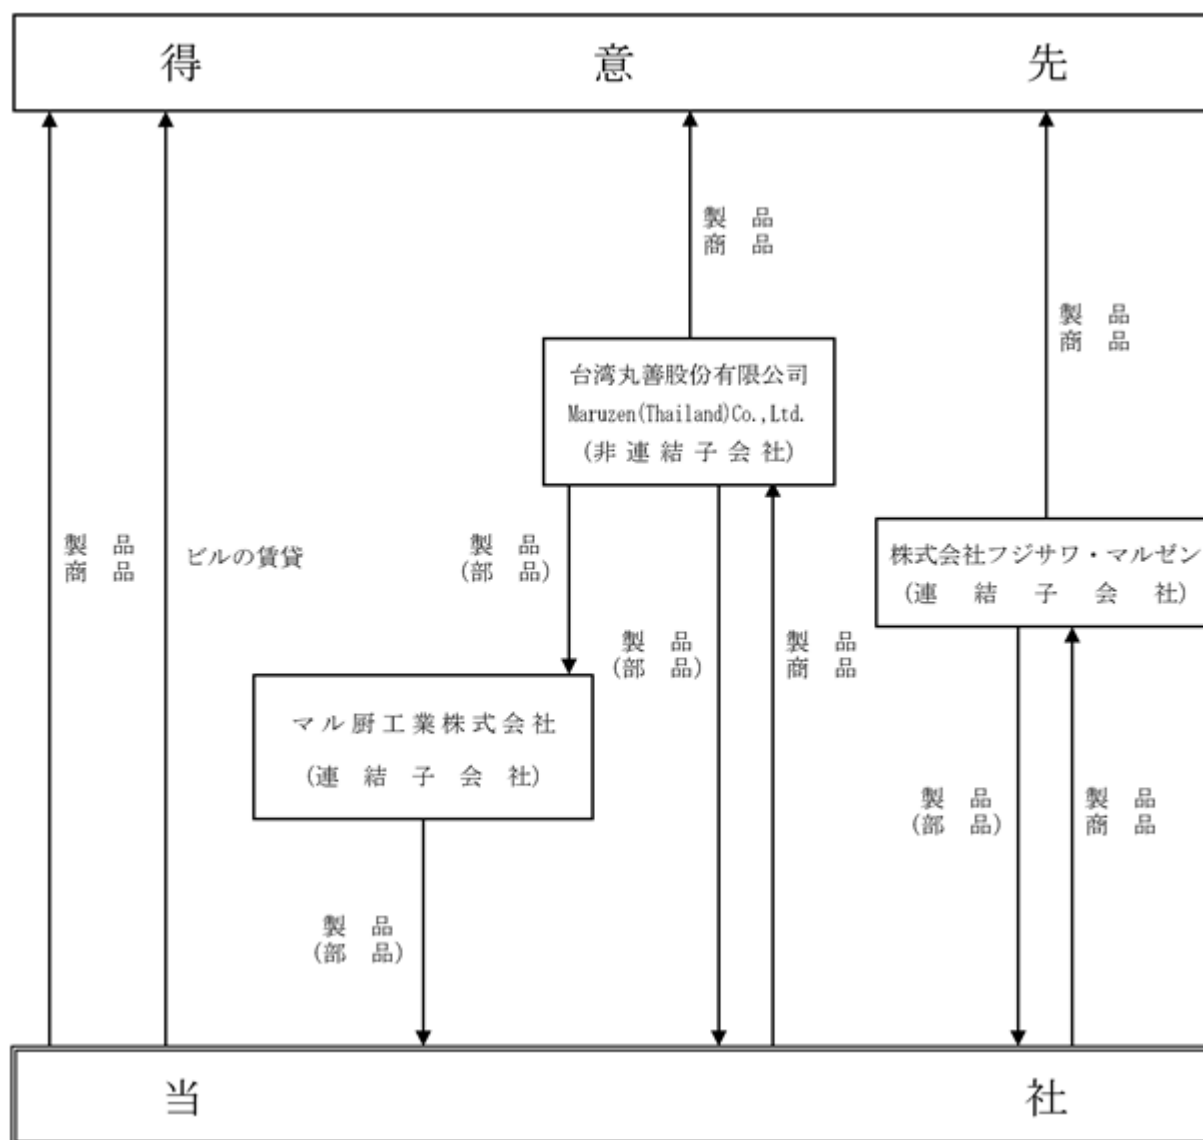 得意先
製品
商品
製品
商品
台湾丸善股份有限公司
Maruzen(Thailand)Co.,Ltd.
(非連結子会社)
製品
商品
ビルの賃貸
製品
(部品)
株式会社フジサワ・マルゼン
(連結子会社)
製品
(部品)
製品
商品
マル厨工業株式会社
(連結子会社)
製品
(部品)
製品
商品
製品
(部品)
当社